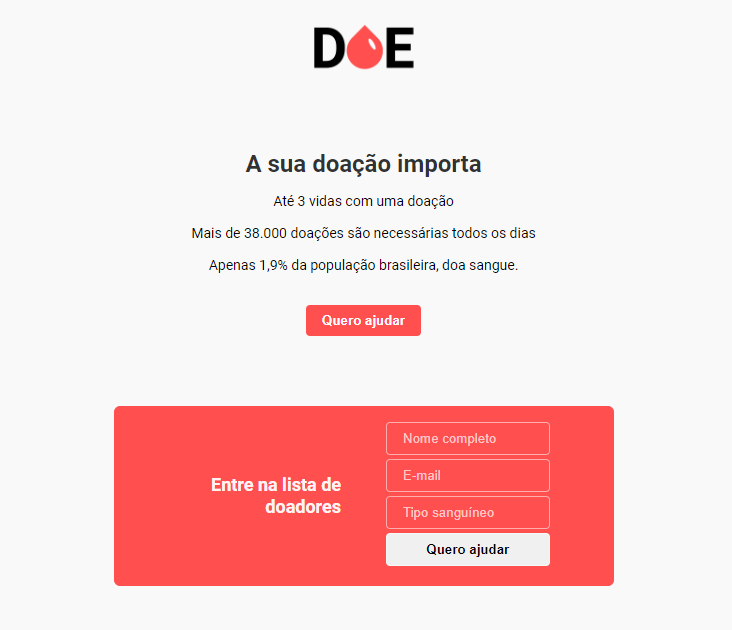 DOE
A sua doação importa
Até 3 vidas com uma doação
Mais de 38.000 doações são necessárias todos os dias
Apenas 1,9% da população brasileira, doa sangue.
Quero ajudar
Entre na lista de
doadores
Nome completo
E-mail
Tipo sanguíneo
Quero ajudar